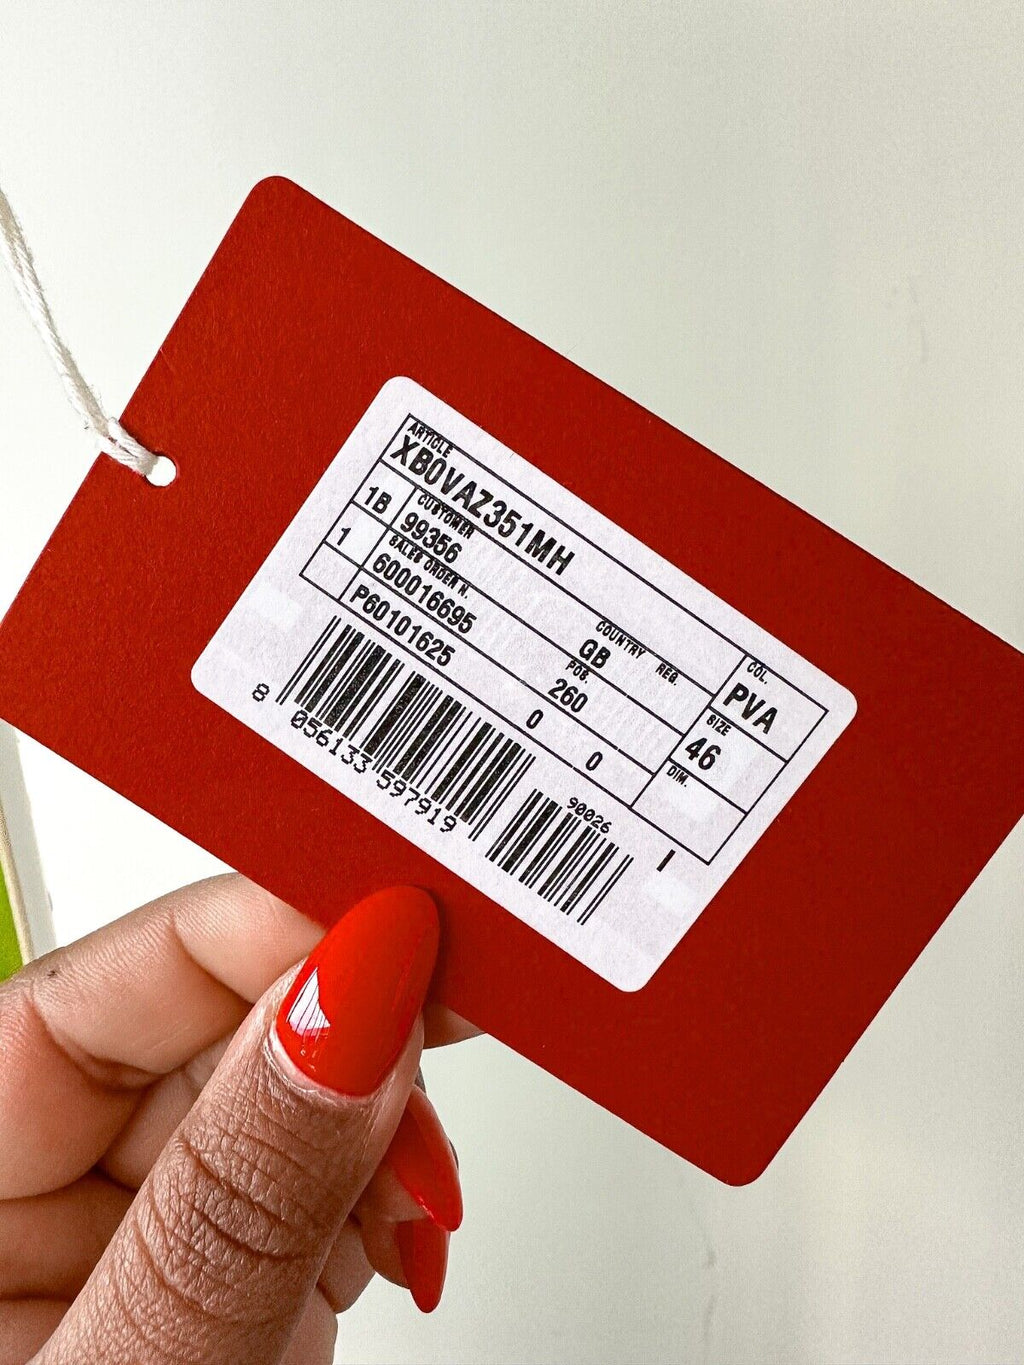 ARTICLE
XB0VAZ351MH
COL.
PVA
1B
CUSTOMER
99356
COUNTRY REG.
GB
SIZE
46
1
SALES ORDER N.
600016695
POS.
260
DIM.
P60101625
0
0
8 056133 597919
90026
I